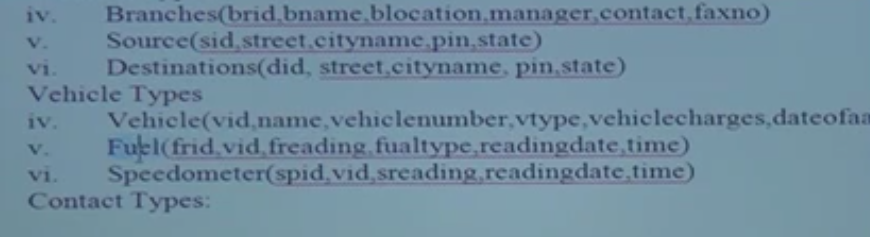 iv. Branches(brid,bname,blocation,manager,contact,faxno)
v. Source(sid,street,cityname,pin,state)
vi. Destinations(did, street,cityname, pin,state)
Vehicle Types
iv. Vehicle(vid,name,vehiclenumber,vtype,vehiclecharges,dateofaa
v. Fuel(frid,vid,freading,fualtype,readingdate,time)
vi. Speedometer(spid,vid,sreading,readingdate,time)
Contact Types: